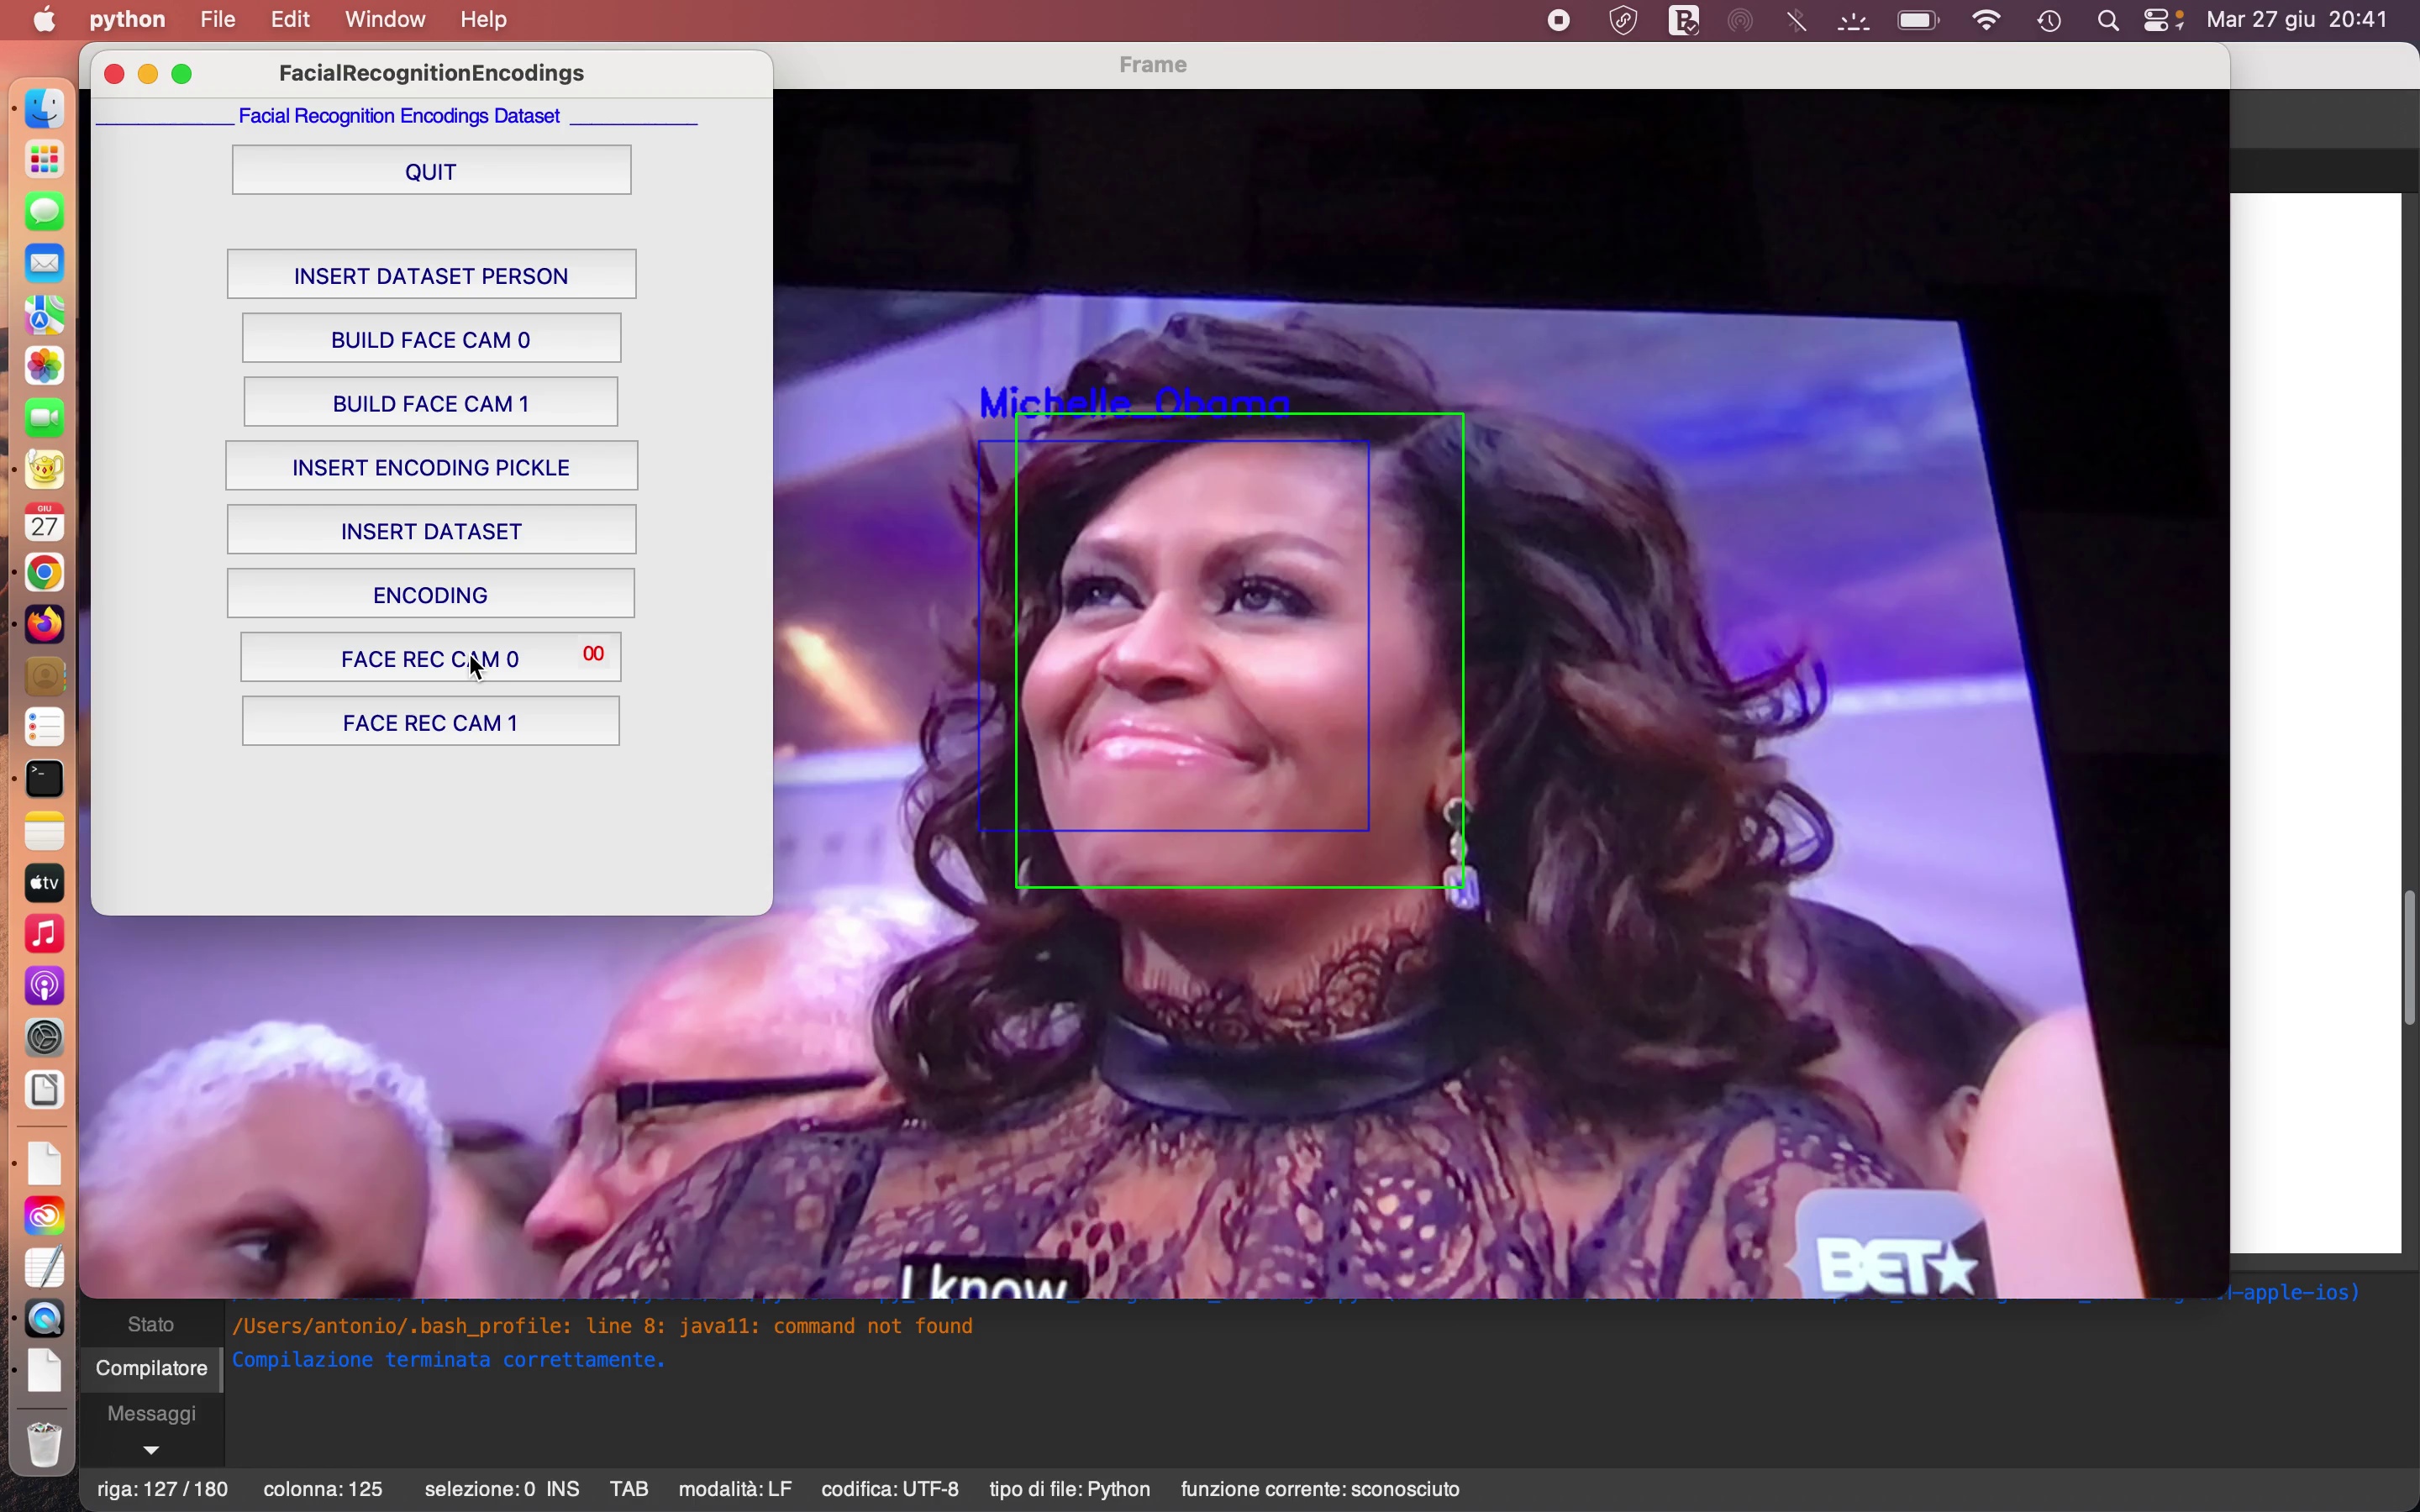 python File Edit Window Help Mar 27 giu 20:41
FacialRecognitionEncodings
Frame
Facial Recognition Encodings Dataset
QUIT
INSERT DATASET PERSON
BUILD FACE CAM 0
BUILD FACE CAM 1
INSERT ENCODING PICKLE
INSERT DATASET
ENCODING
FACE REC CAM 0 00
FACE REC CAM 1
Michelle_Obama
GIU
27
tv
BET
I know
-apple-ios)
Stato
/Users/antonio/.bash_profile: line 8: java11: command not found
Compilatore
Compilazione terminata correttamente.
Messaggi
riga: 127 / 180 colonna: 125 selezione: 0 INS TAB modalità: LF codifica: UTF-8 tipo di file: Python funzione corrente: sconosciuto